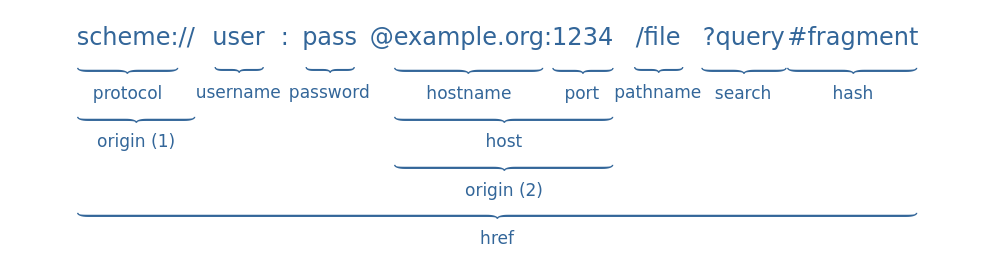 scheme:// user : pass @example.org:1234 /file ?query #fragment
protocol username password hostname port pathname search hash
origin (1) host
origin (2)
href